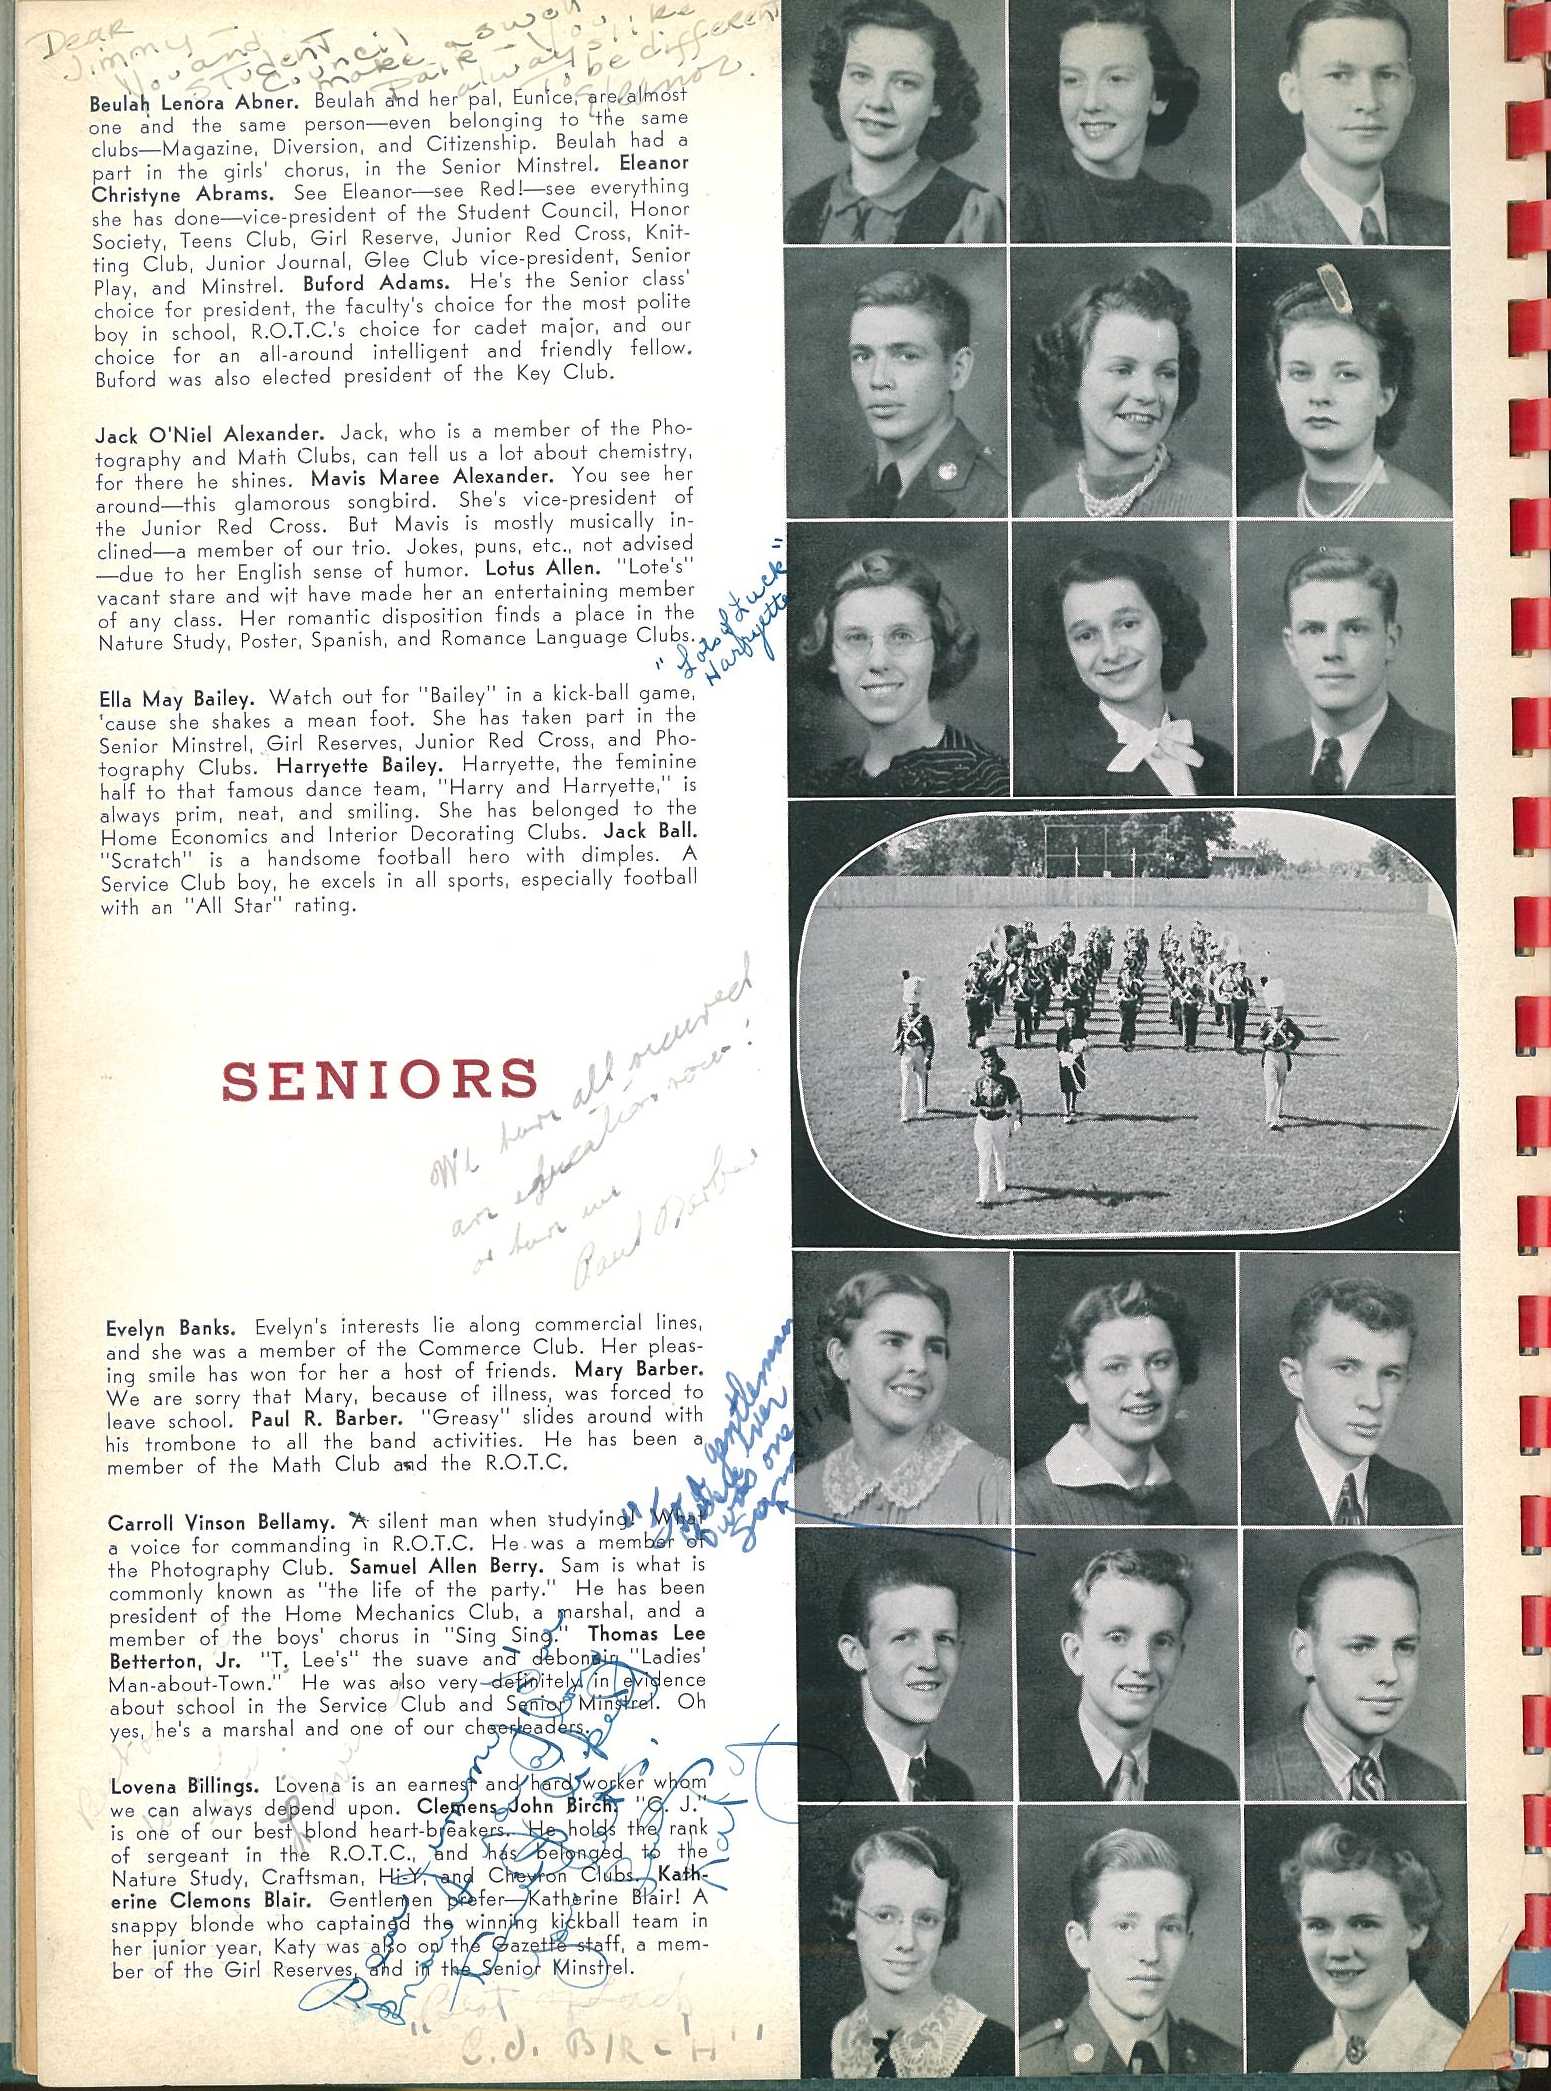 Dear
Jimmy
You and
Student
Council
make a swell
Pair - You're
always like
to be different
Eleanor.
Beulah Lenora Abner. Beulah and her pal, Eunice, are almost
one and the same person—even belonging to the same
clubs—Magazine, Diversion, and Citizenship. Beulah had a
part in the girls' chorus, in the Senior Minstrel. Eleanor
Christyne Abrams. See Eleanor—see Red!—see everything
she has done—vice-president of the Student Council, Honor
Society, Teens Club, Girl Reserve, Junior Red Cross, Knit-
ting Club, Junior Journal, Glee Club vice-president, Senior
Play, and Minstrel. Buford Adams. He's the Senior class'
choice for president, the faculty's choice for the most polite
boy in school, R.O.T.C.'s choice for cadet major, and our
choice for an all-around intelligent and friendly fellow.
Buford was also elected president of the Key Club.
Jack O'Niel Alexander. Jack, who is a member of the Pho-
tography and Math Clubs, can tell us a lot about chemistry,
for there he shines. Mavis Maree Alexander. You see her
around—this glamorous songbird. She's vice-president of
the Junior Red Cross. But Mavis is mostly musically in-
clined—a member of our trio. Jokes, puns, etc., not advised
—due to her English sense of humor. Lotus Allen. "Lote's"
vacant stare and wit have made her an entertaining member
of any class. Her romantic disposition finds a place in the
Nature Study, Poster, Spanish, and Romance Language Clubs.
"Lots of Luck"
Harryette
Ella May Bailey. Watch out for "Bailey" in a kick-ball game,
'cause she shakes a mean foot. She has taken part in the
Senior Minstrel, Girl Reserves, Junior Red Cross, and Pho-
tography Clubs. Harryette Bailey. Harryette, the feminine
half to that famous dance team, "Harry and Harryette," is
always prim, neat, and smiling. She has belonged to the
Home Economics and Interior Decorating Clubs. Jack Ball.
"Scratch" is a handsome football hero with dimples. A
Service Club boy, he excels in all sports, especially football
with an "All Star" rating.
SENIORS
We have all received
an education now!
or have we
Paul Barber
Evelyn Banks. Evelyn's interests lie along commercial lines,
and she was a member of the Commerce Club. Her pleas-
ing smile has won for her a host of friends. Mary Barber.
We are sorry that Mary, because of illness, was forced to
leave school. Paul R. Barber. "Greasy" slides around with
his trombone to all the band activities. He has been a
member of the Math Club and the R.O.T.C.
gentleman
ever
was one
Sam
Carroll Vinson Bellamy. A silent man when studying! What
a voice for commanding in R.O.T.C. He was a member of
the Photography Club. Samuel Allen Berry. Sam is what is
commonly known as "the life of the party." He has been
president of the Home Mechanics Club, a marshal, and a
member of the boys' chorus in "Sing Sing." Thomas Lee
Betterton, Jr. "T. Lee's" the suave and debonair "Ladies'
Man-about-Town." He was also very definitely in evidence
about school in the Service Club and Senior Minstrel. Oh
yes, he's a marshal and one of our cheerleaders.
Lovena Billings. Lovena is an earnest and hard worker whom
we can always depend upon. Clemens John Birch. "C. J."
is one of our best blond heart-breakers. He holds the rank
of sergeant in the R.O.T.C., and has belonged to the
Nature Study, Craftsman, Hi-Y, and Chevron Clubs. Kath-
erine Clemons Blair. Gentlemen prefer—Katherine Blair! A
snappy blonde who captained the winning kickball team in
her junior year, Katy was also on the Gazette staff, a mem-
ber of the Girl Reserves, and in the Senior Minstrel.
Dear Jimmie
Katy
"Best of Luck
C.J. BIRCH"